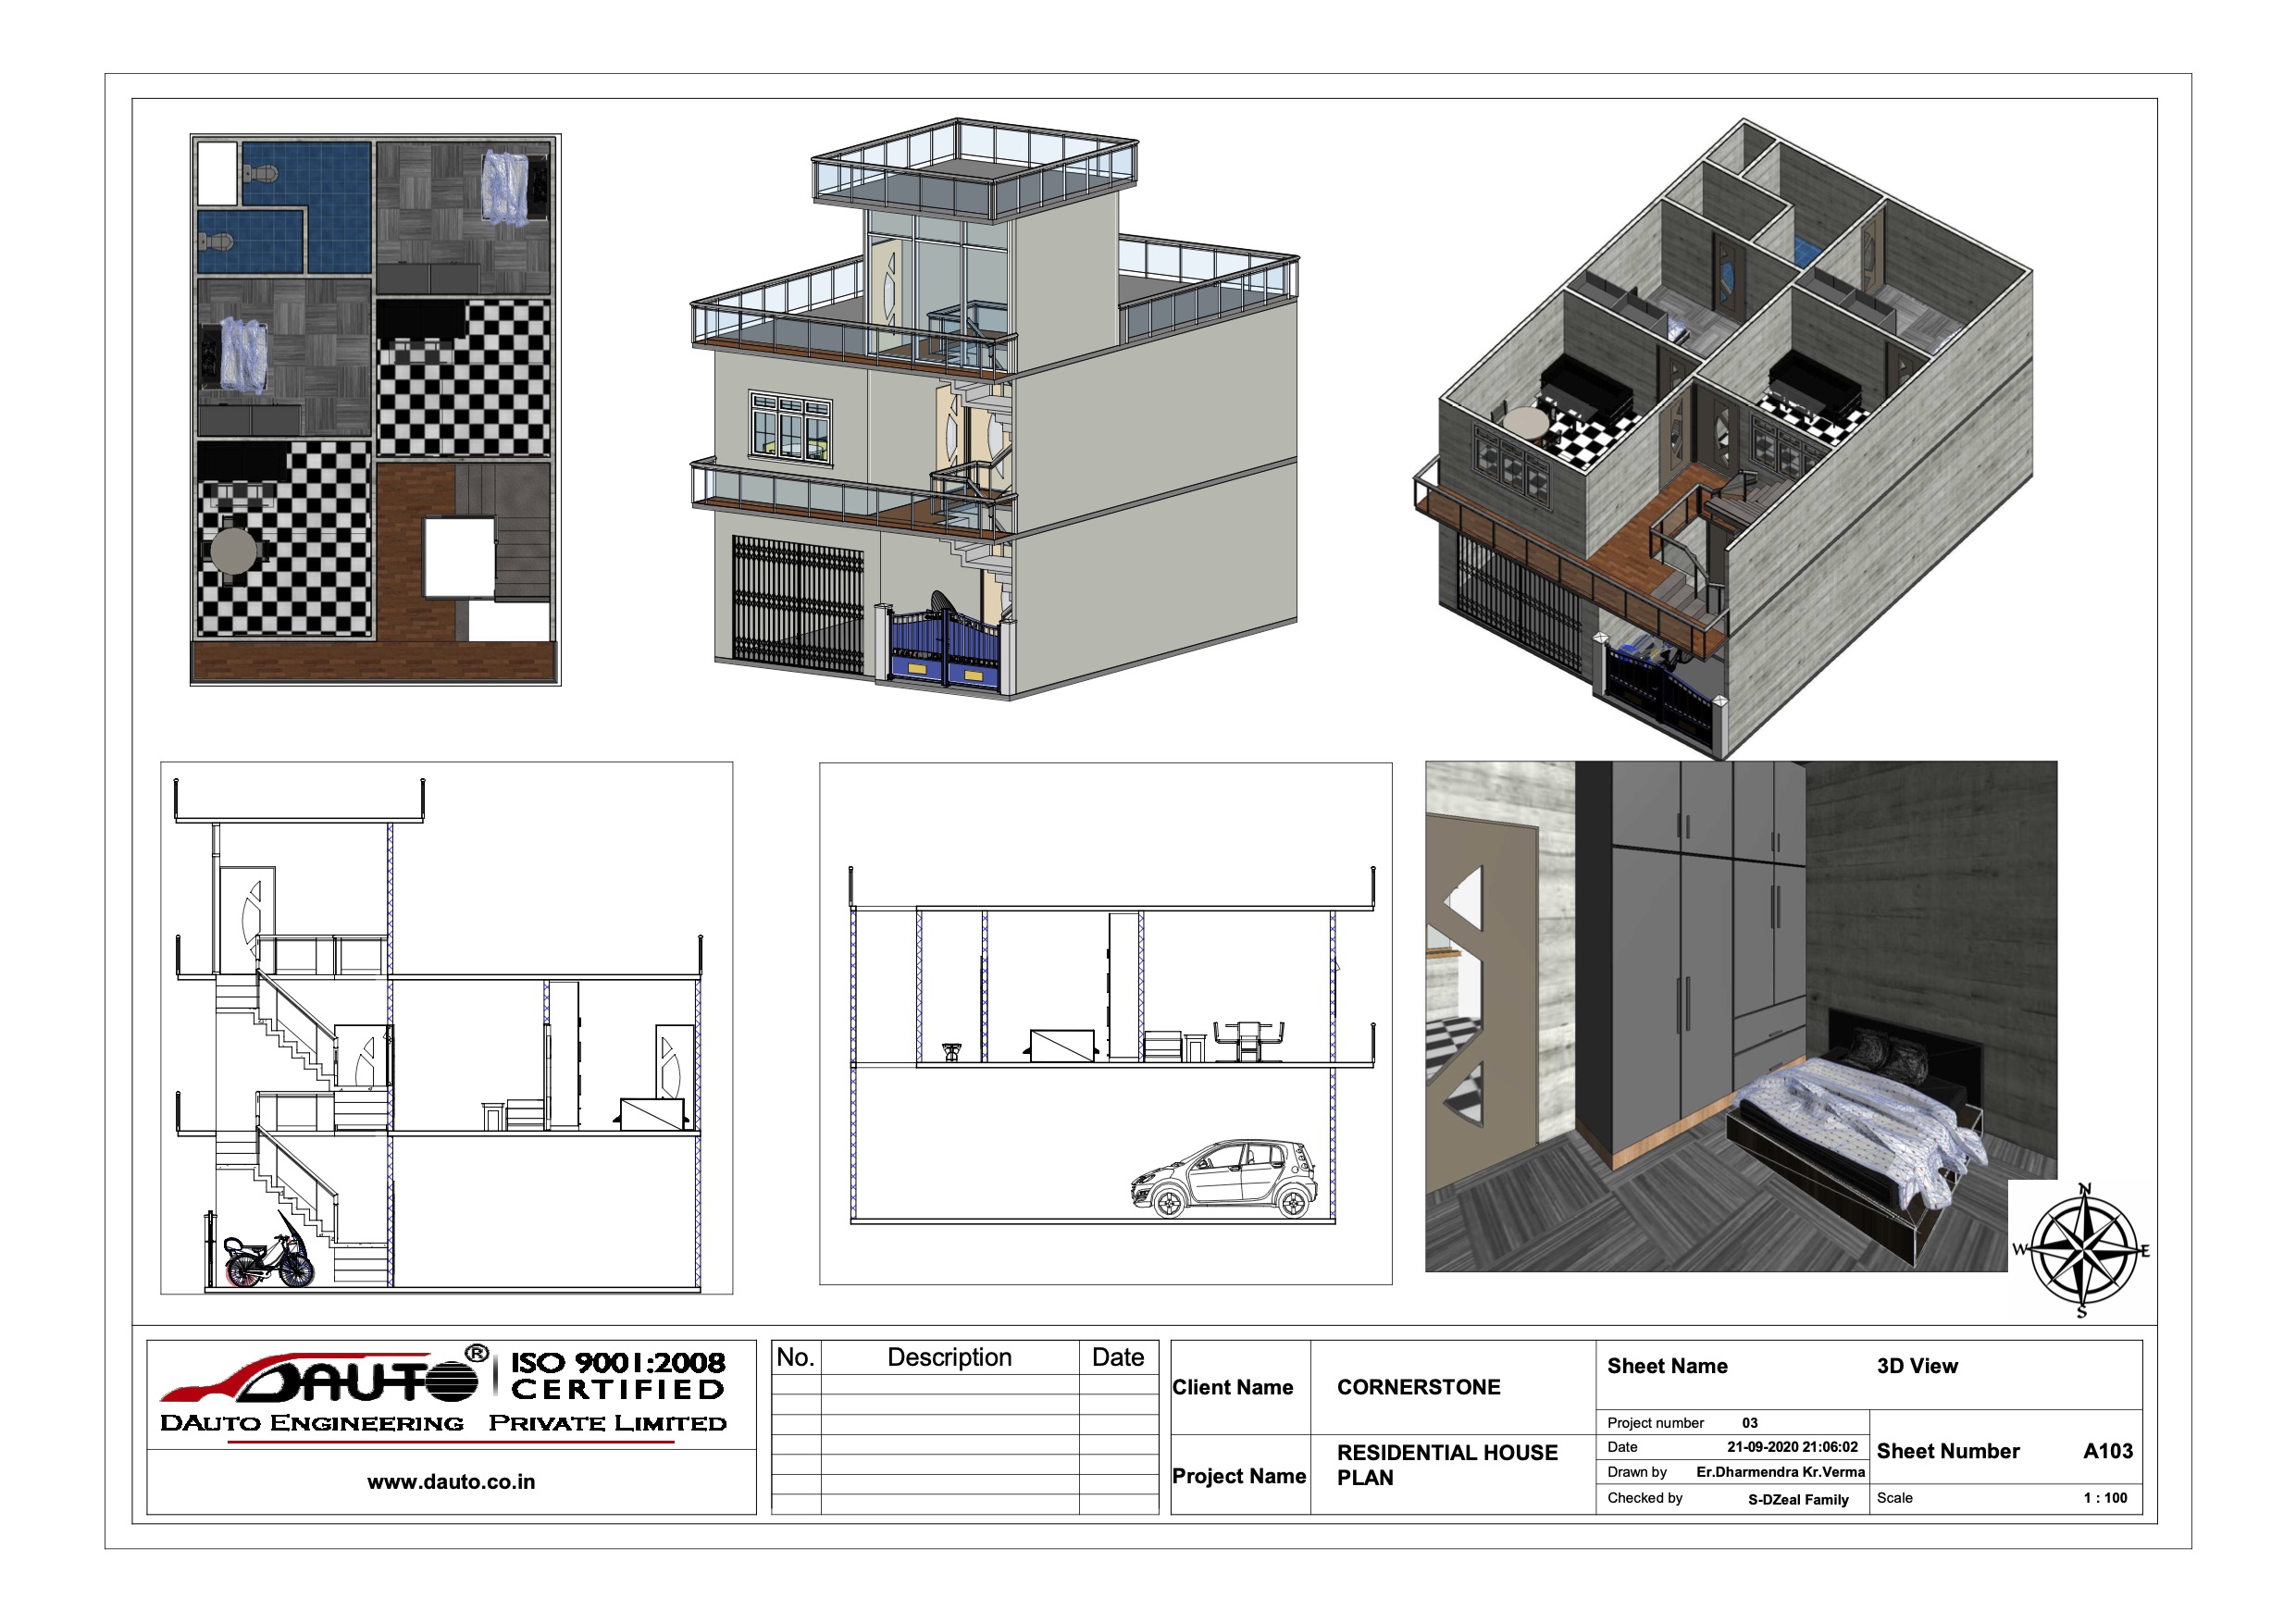 N
W E
S
DAUTO ® ISO 9001:2008
CERTIFIED
DAUTO ENGINEERING PRIVATE LIMITED
www.dauto.co.in
No. Description Date
Client Name CORNERSTONE
Project Name RESIDENTIAL HOUSE
PLAN
Sheet Name 3D View
Project number 03
Date 21-09-2020 21:06:02
Drawn by Er.Dharmendra Kr.Verma
Checked by S-DZeal Family
Sheet Number A103
Scale 1 : 100